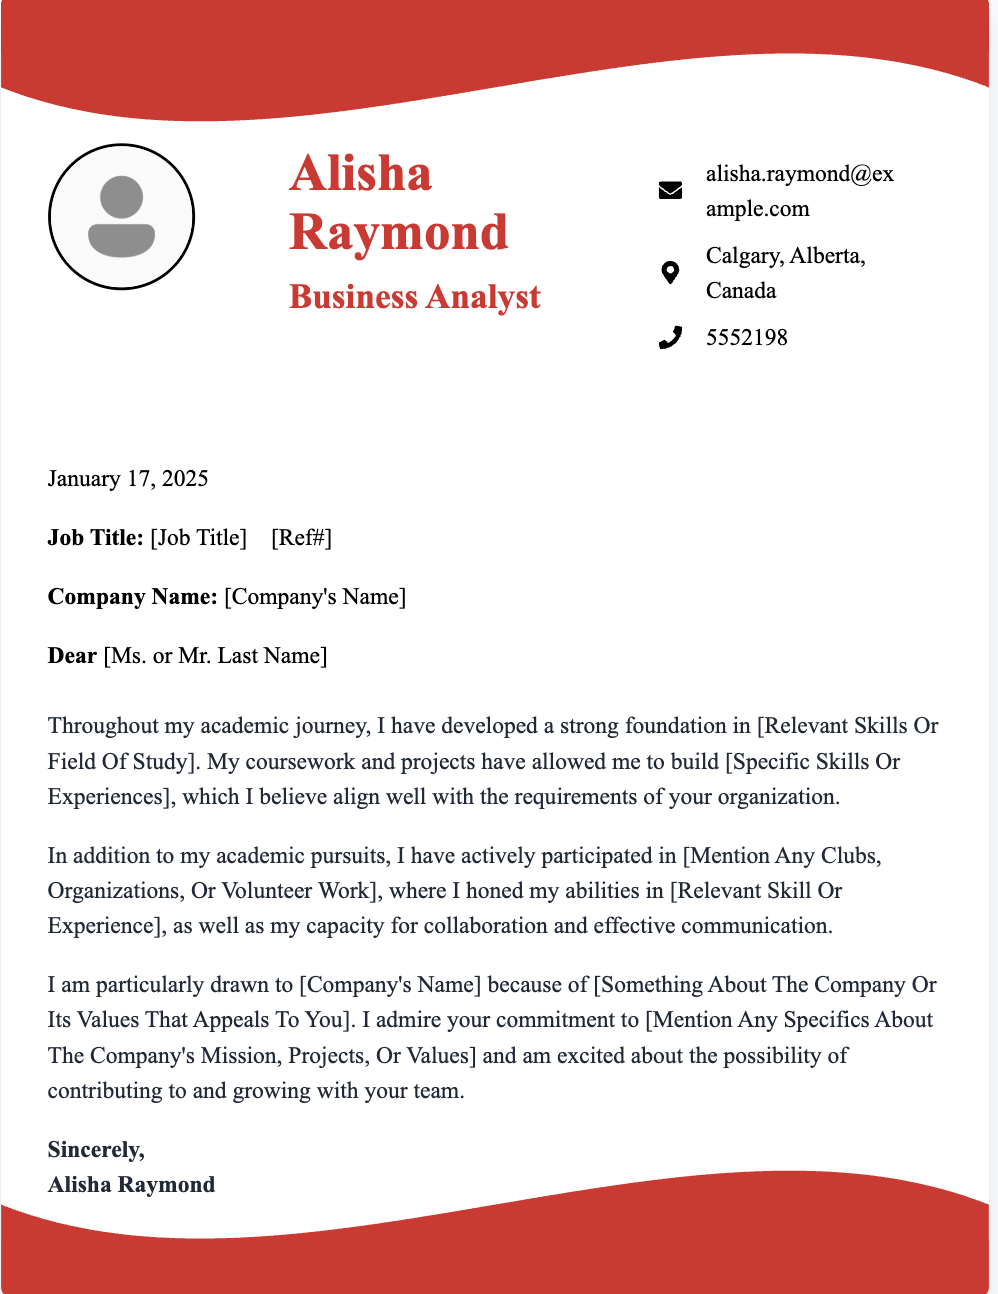 Alisha
Raymond
Business Analyst
alisha.raymond@ex
ample.com
Calgary, Alberta,
Canada
5552198
January 17, 2025
Job Title: [Job Title] [Ref#]
Company Name: [Company's Name]
Dear [Ms. or Mr. Last Name]
Throughout my academic journey, I have developed a strong foundation in [Relevant Skills Or
Field Of Study]. My coursework and projects have allowed me to build [Specific Skills Or
Experiences], which I believe align well with the requirements of your organization.
In addition to my academic pursuits, I have actively participated in [Mention Any Clubs,
Organizations, Or Volunteer Work], where I honed my abilities in [Relevant Skill Or
Experience], as well as my capacity for collaboration and effective communication.
I am particularly drawn to [Company's Name] because of [Something About The Company Or
Its Values That Appeals To You]. I admire your commitment to [Mention Any Specifics About
The Company's Mission, Projects, Or Values] and am excited about the possibility of
contributing to and growing with your team.
Sincerely,
Alisha Raymond